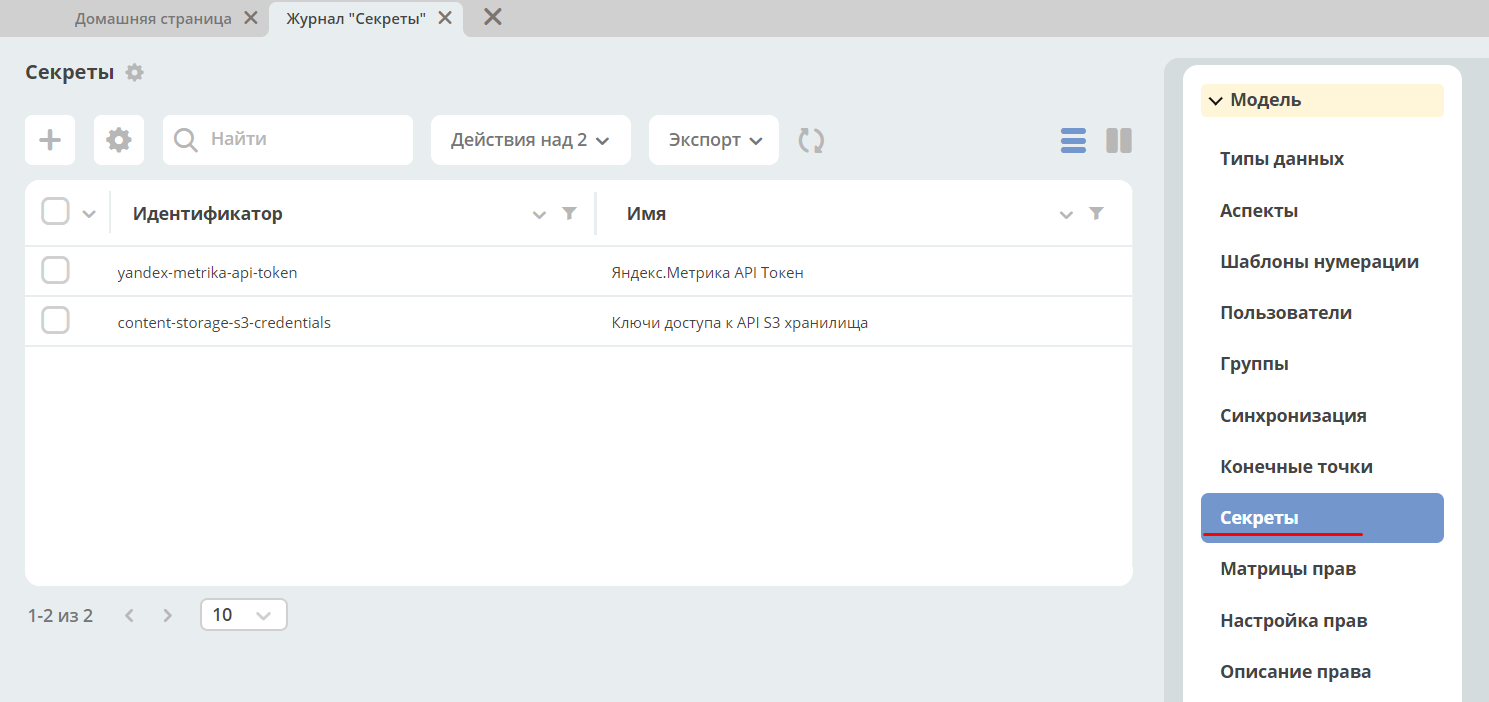 Домашняя страница
Журнал "Секреты"
Секреты
Найти
Действия над 2
Экспорт
Идентификатор
Имя
yandex-metrika-api-token
Яндекс.Метрика API Токен
content-storage-s3-credentials
Ключи доступа к API S3 хранилища
1-2 из 2
10
Модель
Типы данных
Аспекты
Шаблоны нумерации
Пользователи
Группы
Синхронизация
Конечные точки
Секреты
Матрицы прав
Настройка прав
Описание права